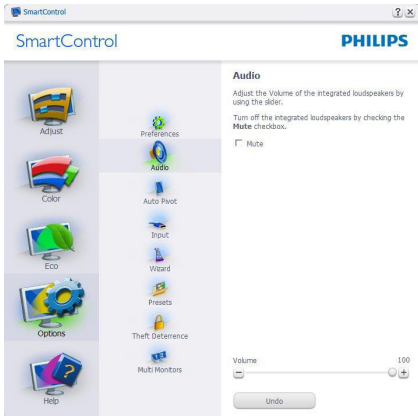 SmartControl
SmartControl
PHILIPS
Adjust
Color
Eco
Options
Help
Preferences
Audio
Auto Pivot
Input
Wizard
Presets
Theft Deterrence
Multi Monitors
Audio
Adjust the Volume of the integrated loudspeakers by
using the slider.
Turn off the integrated loudspeakers by checking the
Mute checkbox.
Mute
Volume 100
Undo